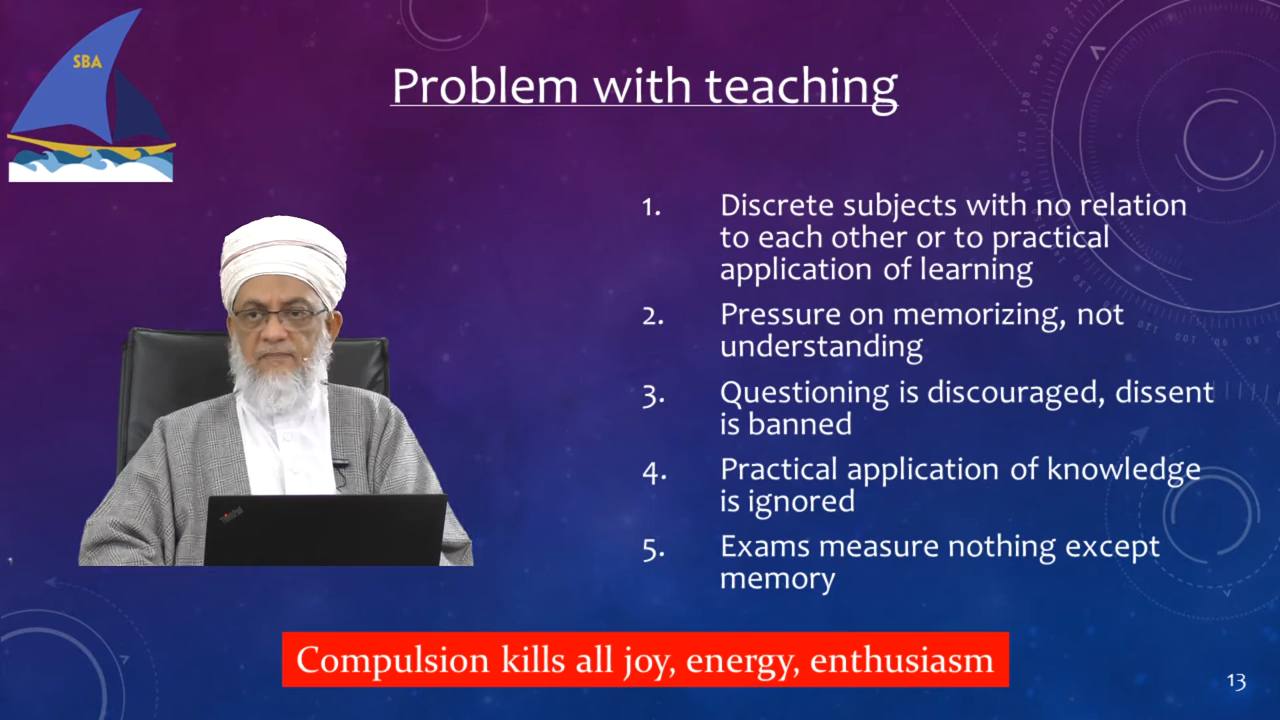 SBA
Problem with teaching
1. Discrete subjects with no relation
to each other or to practical
application of learning
2. Pressure on memorizing, not
understanding
3. Questioning is discouraged, dissent
is banned
4. Practical application of knowledge
is ignored
5. Exams measure nothing except
memory
ThinkPad
Compulsion kills all joy, energy, enthusiasm
13